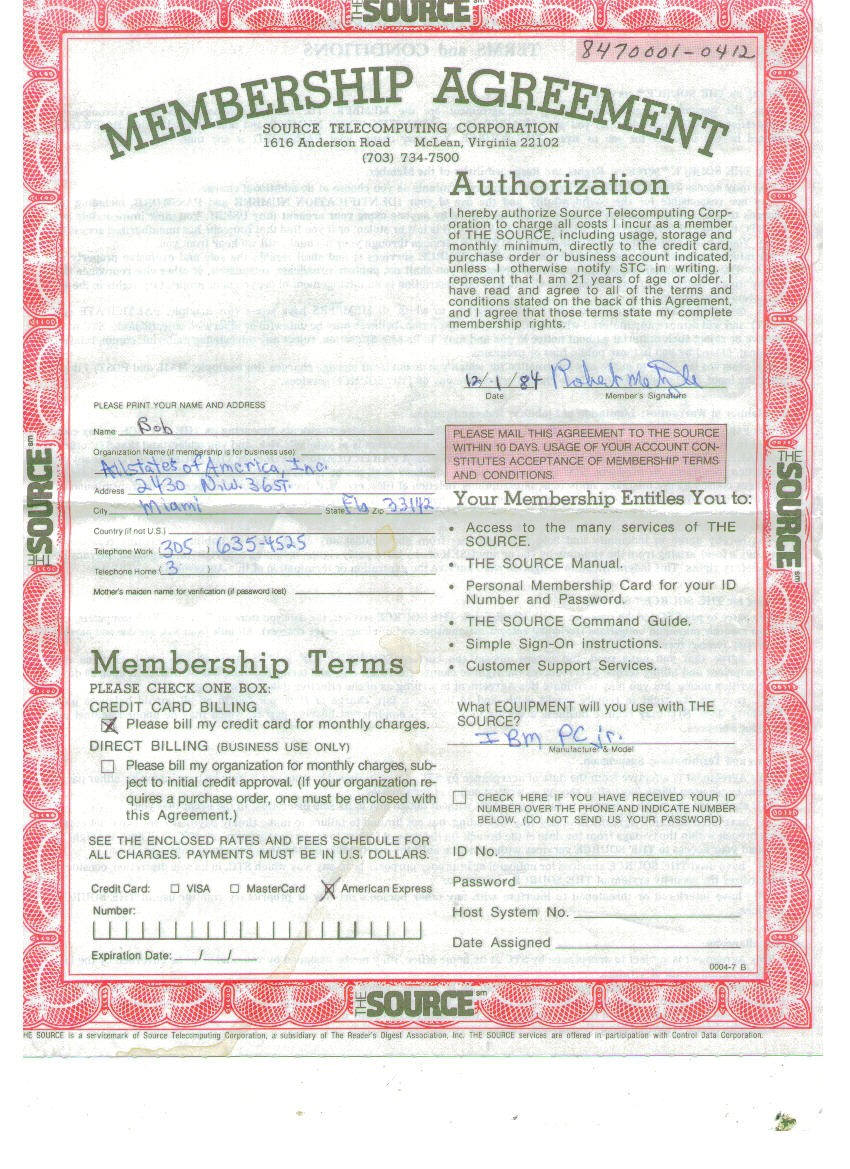 THE SOURCE sm
8470001-0412
MEMBERSHIP AGREEMENT
SOURCE TELECOMPUTING CORPORATION
1616 Anderson Road McLean, Virginia 22102
(703) 734-7500
Authorization
I hereby authorize Source Telecomputing Corp-
oration to charge all costs I incur as a member
of THE SOURCE, including usage, storage and
monthly minimum, directly to the credit card,
purchase order or business account indicated,
unless I otherwise notify STC in writing. I
represent that I am 21 years of age or older. I
have read and agree to all of the terms and
conditions stated on the back of this Agreement,
and I agree that those terms state my complete
membership rights.
12/1/84 Robert
Date Member's Signature
PLEASE PRINT YOUR NAME AND ADDRESS
Name Bob
Organization Name (if membership is for business use)
Allstates of America, Inc.
Address 2430 N.W. 36 ST.
City Miami State Fla Zip 33142
Country (if not U.S.)
Telephone Work (305) 635-4525
Telephone Home (3 )
Mother's maiden name for verification (if password lost)
PLEASE MAIL THIS AGREEMENT TO THE SOURCE
WITHIN 10 DAYS. USAGE OF YOUR ACCOUNT CON-
STITUTES ACCEPTANCE OF MEMBERSHIP TERMS
AND CONDITIONS.
Your Membership Entitles You to:
• Access to the many services of THE
SOURCE.
• THE SOURCE Manual.
• Personal Membership Card for your ID
Number and Password.
• THE SOURCE Command Guide.
• Simple Sign-On instructions.
• Customer Support Services.
Membership Terms
PLEASE CHECK ONE BOX:
CREDIT CARD BILLING
Please bill my credit card for monthly charges.
DIRECT BILLING (BUSINESS USE ONLY)
Please bill my organization for monthly charges, sub-
ject to initial credit approval. (If your organization re-
quires a purchase order, one must be enclosed with
this Agreement.)
SEE THE ENCLOSED RATES AND FEES SCHEDULE FOR
ALL CHARGES. PAYMENTS MUST BE IN U.S. DOLLARS.
Credit Card: VISA MasterCard American Express
Number:
Expiration Date: / /
What EQUIPMENT will you use with THE
SOURCE?
IBM PC jr.
Manufacturer & Model
CHECK HERE IF YOU HAVE RECEIVED YOUR ID
NUMBER OVER THE PHONE AND INDICATE NUMBER
BELOW. (DO NOT SEND US YOUR PASSWORD)
ID No.
Password
Host System No.
Date Assigned
0004-7 B
THE SOURCE sm
THE SOURCE sm
THE SOURCE sm
HE SOURCE is a servicemark of Source Telecomputing Corporation, a subsidiary of The Reader's Digest Association, Inc. THE SOURCE services are offered in participation with Control Data Corporation.